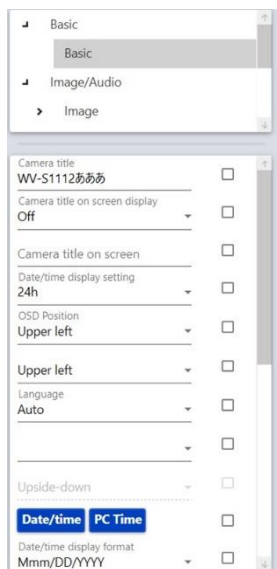 Basic
Basic
Image/Audio
Image
Camera title
WV-S1112あああ
Camera title on screen display
Off
Camera title on screen
Date/time display setting
24h
OSD Position
Upper left
Upper left
Language
Auto
Upside-down
Date/time PC Time
Date/time display format
Mmm/DD/YYYY